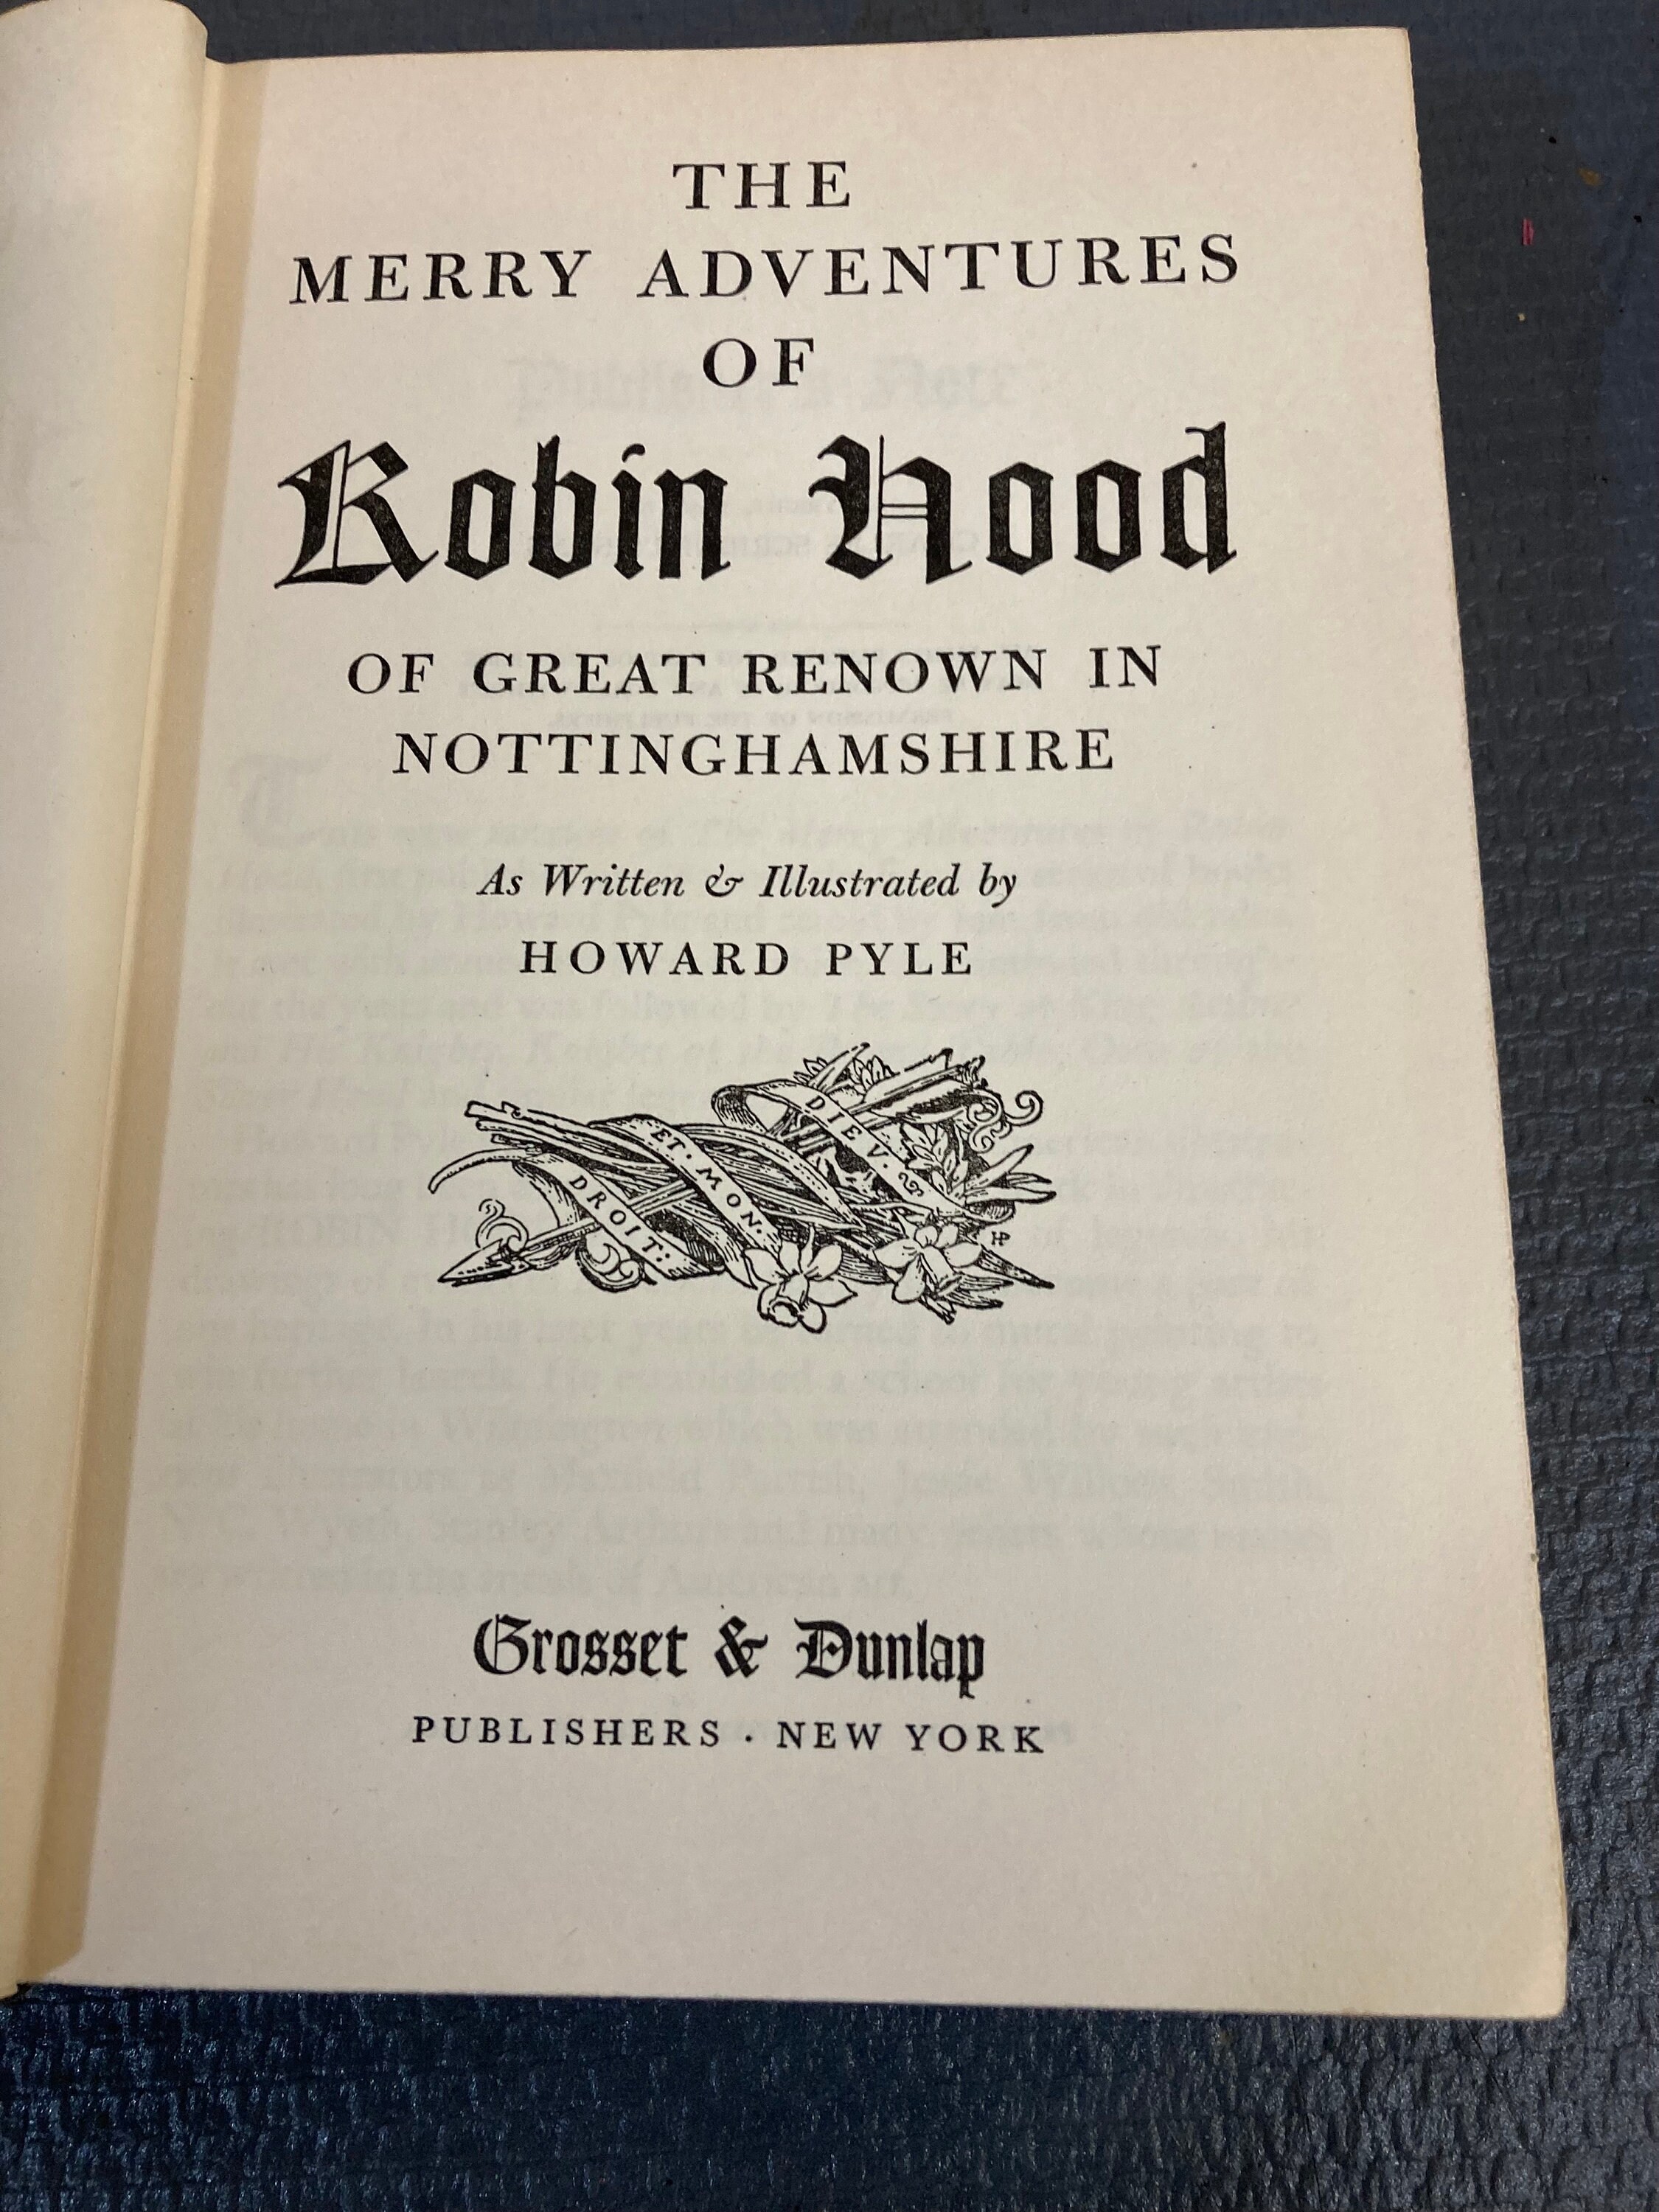 THE
MERRY ADVENTURES
OF
Robin Hood
OF GREAT RENOWN IN
NOTTINGHAMSHIRE
As Written & Illustrated by
HOWARD PYLE
DIEV.
ET. MON.
DROIT:
HP
Grosset & Dunlap
PUBLISHERS · NEW YORK